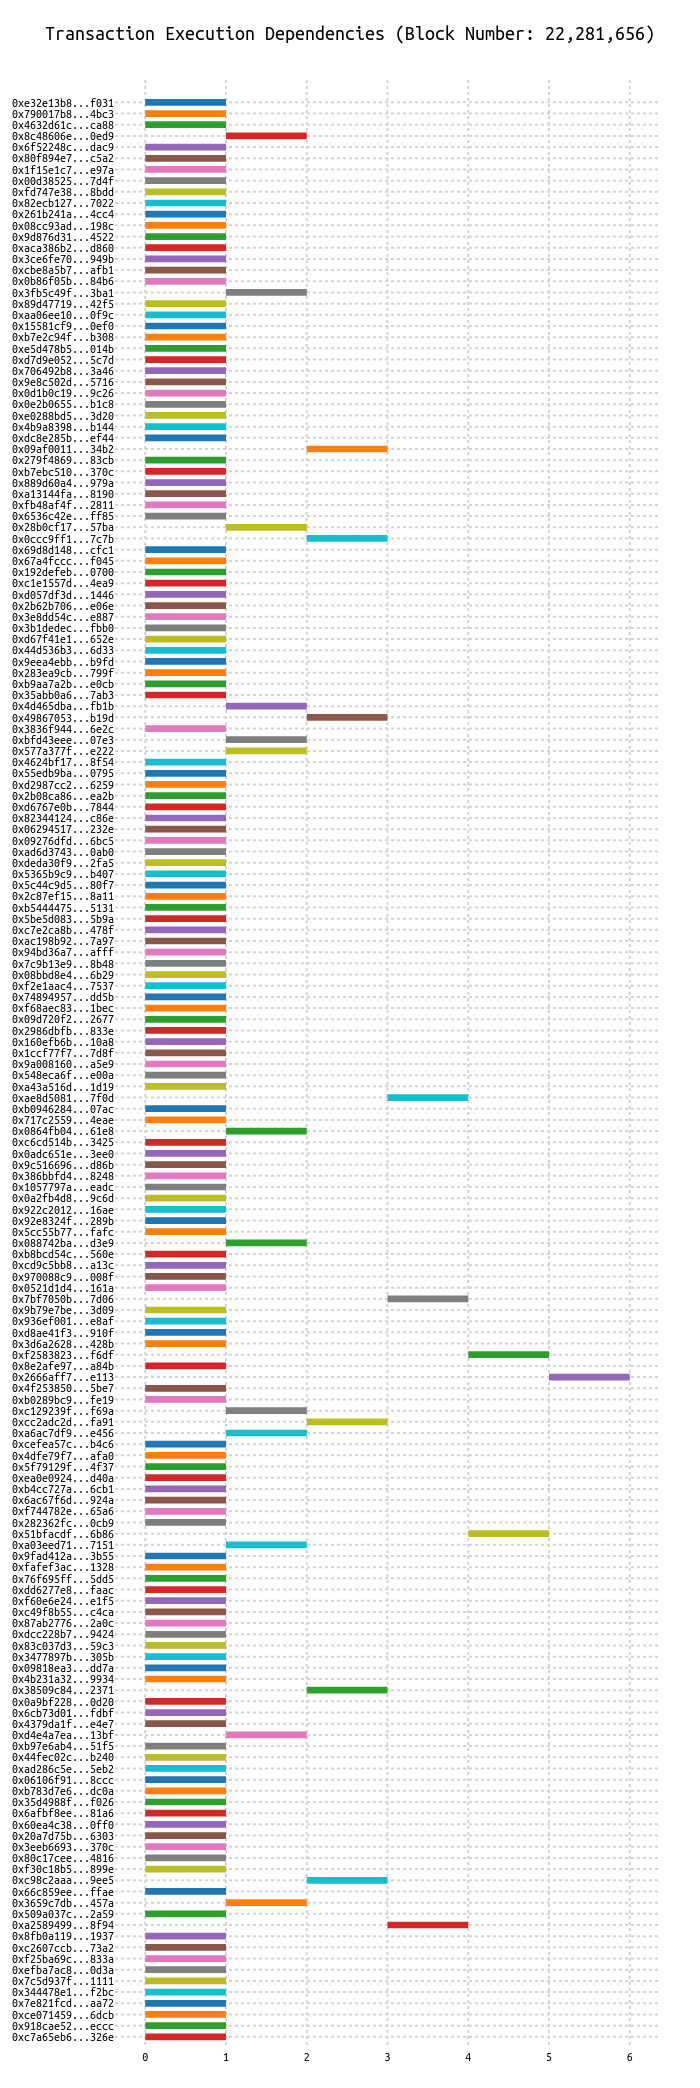 Transaction Execution Dependencies (Block Number: 22,281,656)
0xe32e13b8...f031
0x790017b8...4bc3
0x4632d61c...ca88
0x8c48606e...0ed9
0x6f52248c...dac9
0x80f894e7...c5a2
0x1f15e1c7...e97a
0x00d38525...7d4f
0xfd747e38...8bdd
0x82ecb127...7022
0x261b241a...4cc4
0x08cc93ad...198c
0x9d876d31...4522
0xaca386b2...d860
0x3ce6fe70...949b
0xcbe8a5b7...afb1
0x0b86f05b...84b6
0x3fb5c49f...3ba1
0x89d47719...42f5
0xaa06ee10...0f9c
0x15581cf9...0ef0
0xb7e2c94f...b308
0xe5d478b5...014b
0xd7d9e052...5c7d
0x706492b8...3a46
0x9e8c502d...5716
0x0d1b0c19...9c26
0x0e2b0655...b1c8
0xe0288bd5...3d20
0x4b9a8398...b144
0xdc8e285b...ef44
0x09af0011...34b2
0x279f4869...83cb
0xb7ebc510...370c
0x889d60a4...979a
0xa13144fa...8190
0xfb48af4f...2811
0x6536c42e...ff85
0x28b0cf17...57ba
0x0ccc9ff1...7c7b
0x69d8d148...cfc1
0x67a4fccc...f045
0x192defeb...0700
0xc1e1557d...4ea9
0xd057df3d...1446
0x2b62b706...e06e
0x3e8dd54c...e887
0x3b1dedec...fbb0
0xd67f41e1...652e
0x44d536b3...6d33
0x9eea4ebb...b9fd
0x283ea9cb...799f
0xb9aa7a2b...e0cb
0x35abb0a6...7ab3
0x4d465dba...fb1b
0x49867053...b19d
0x3836f944...6e2c
0xbfd43eee...07e3
0x577a377f...e222
0x4624bf17...8f54
0x55edb9ba...0795
0xd2987cc2...6259
0x2b08ca86...ea2b
0xd6767e0b...7844
0x82344124...c86e
0x06294517...232e
0x09276dfd...6bc5
0xad6d3743...0ab0
0xdeda30f9...2fa5
0x5365b9c9...b407
0x5c44c9d5...80f7
0x2c87ef15...8a11
0xb5444475...5131
0x5be5d083...5b9a
0xc7e2ca8b...478f
0xac198b92...7a97
0x94bd36a7...afff
0x7c9b13e9...8b48
0x08bbd8e4...6b29
0xf2e1aac4...7537
0x74894957...dd5b
0xf68aec83...1bec
0x09d720f2...2677
0x2986dbfb...833e
0x160efb6b...10a8
0x1ccf77f7...7d8f
0x9a008160...a5e9
0x548eca6f...e00a
0xa43a516d...1d19
0xae8d5081...7f0d
0xb0946284...07ac
0x717c2559...4eae
0x0864fb04...61e8
0xc6cd514b...3425
0x0adc651e...3ee0
0x9c516696...d86b
0x386bbfd4...8248
0x1057797a...eadc
0x0a2fb4d8...9c6d
0x922c2012...16ae
0x92e8324f...289b
0x5cc55b77...fafc
0x088742ba...d3e9
0xb8bcd54c...560e
0xcd9c5bb8...a13c
0x970088c9...008f
0x0521d1d4...161a
0x7bf7050b...7d06
0x9b79e7be...3d09
0x936ef001...e8af
0xd8ae41f3...910f
0x3d6a2628...428b
0xf2583823...f6df
0x8e2afe97...a84b
0x2666aff7...e113
0x4f253850...5be7
0xb0289bc9...fe19
0xc129239f...f69a
0xcc2adc2d...fa91
0xa6ac7df9...e456
0xcefea57c...b4c6
0x4dfe79f7...afa0
0x5f79129f...4f37
0xea0e0924...d40a
0xb4cc727a...6cb1
0x6ac67f6d...924a
0xf744782e...65a6
0x282362fc...0cb9
0x51bfacdf...6b86
0xa03eed71...7151
0x9fad412a...3b55
0xfafef3ac...1328
0x76f695ff...5dd5
0xdd6277e8...faac
0xf60e6e24...e1f5
0xc49f8b55...c4ca
0x87ab2776...2a0c
0xdcc228b7...9424
0x83c037d3...59c3
0x3477897b...305b
0x09818ea3...dd7a
0x4b231a32...9934
0x38509c84...2371
0x0a9bf228...0d20
0x6cb73d01...fdbf
0x4379da1f...e4e7
0xd4e4a7ea...13bf
0xb97e6ab4...51f5
0x44fec02c...b240
0xad286c5e...5eb2
0x06106f91...8ccc
0xb783d7e6...dc0a
0x35d4988f...f026
0x6afbf8ee...81a6
0x60ea4c38...0ff0
0x20a7d75b...6303
0x3eeb6693...370c
0x80c17cee...4816
0xf30c18b5...899e
0xc98c2aaa...9ee5
0x66c859ee...ffae
0x3659c7db...457a
0x509a037c...2a59
0xa2589499...8f94
0x8fb0a119...1937
0xc2607ccb...73a2
0xf25ba69c...833a
0xefba7ac8...0d3a
0x7c5d937f...1111
0x344478e1...f2bc
0x7e821fcd...aa72
0xce071459...6dcb
0x918cae52...eccc
0xc7a65eb6...326e
0 1 2 3 4 5 6